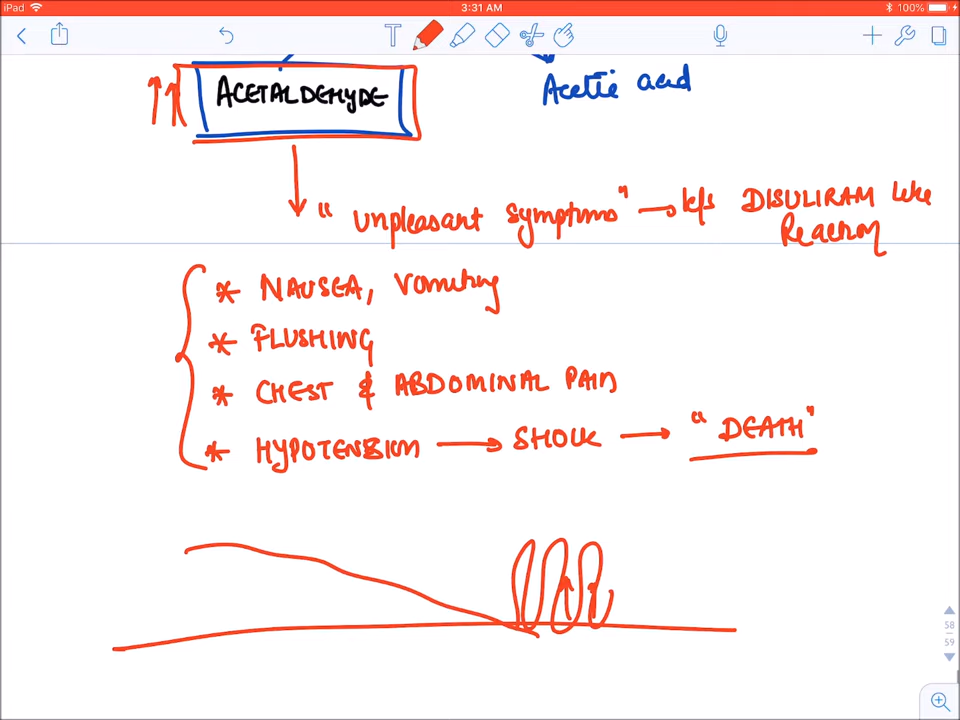 iPad
3:31 AM
100%
T
ACETALDEHYDE
Acetic acid
" Unpleasant Symptoms " → k/s DISULIRAM like
Reaction
* NAUSEA, Vomiting
* FLUSHING
* CHEST & ABDOMINAL PAIN
* HYPOTENSION → SHOCK → " DEATH "
58
59